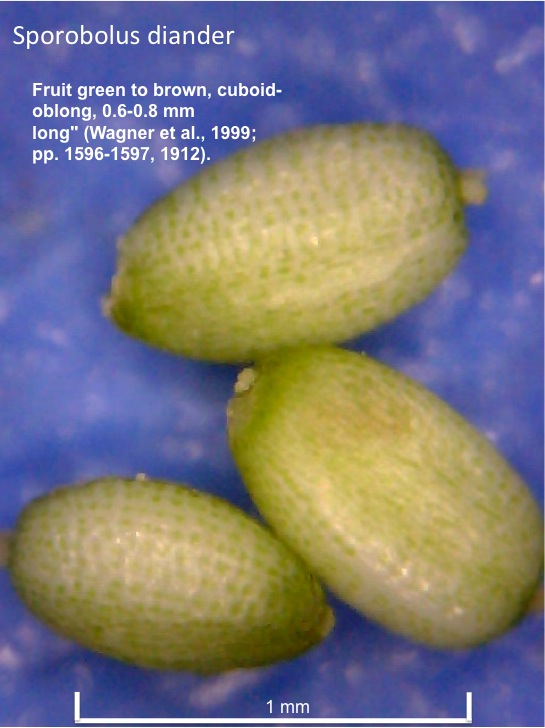 Sporobolus diander
Fruit green to brown, cuboid-
oblong, 0.6-0.8 mm
long" (Wagner et al., 1999;
pp. 1596-1597, 1912).
1 mm